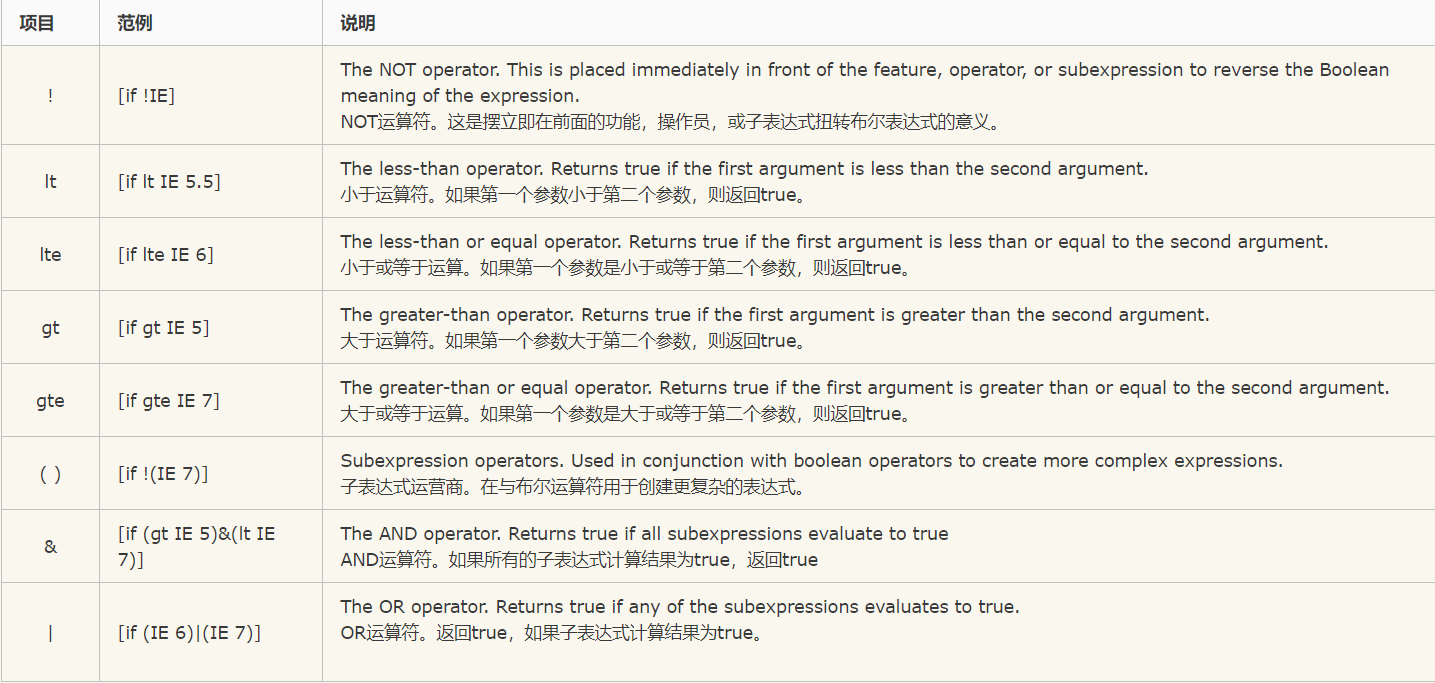 项目 范例 说明
! [if !IE] The NOT operator. This is placed immediately in front of the feature, operator, or subexpression to reverse the Boolean
meaning of the expression.
NOT运算符。这是摆立即在前面的功能，操作员，或子表达式扭转布尔表达式的意义。
lt [if lt IE 5.5] The less-than operator. Returns true if the first argument is less than the second argument.
小于运算符。如果第一个参数小于第二个参数，则返回true。
lte [if lte IE 6] The less-than or equal operator. Returns true if the first argument is less than or equal to the second argument.
小于或等于运算。如果第一个参数是小于或等于第二个参数，则返回true。
gt [if gt IE 5] The greater-than operator. Returns true if the first argument is greater than the second argument.
大于运算符。如果第一个参数大于第二个参数，则返回true。
gte [if gte IE 7] The greater-than or equal operator. Returns true if the first argument is greater than or equal to the second argument.
大于或等于运算。如果第一个参数是大于或等于第二个参数，则返回true。
( ) [if !(IE 7)] Subexpression operators. Used in conjunction with boolean operators to create more complex expressions.
子表达式运营商。在与布尔运算符用于创建更复杂的表达式。
& [if (gt IE 5)&(lt IE
7)]
The AND operator. Returns true if all subexpressions evaluate to true
AND运算符。如果所有的子表达式计算结果为true，返回true
| [if (IE 6)|(IE 7)] The OR operator. Returns true if any of the subexpressions evaluates to true.
OR运算符。返回true，如果子表达式计算结果为true。